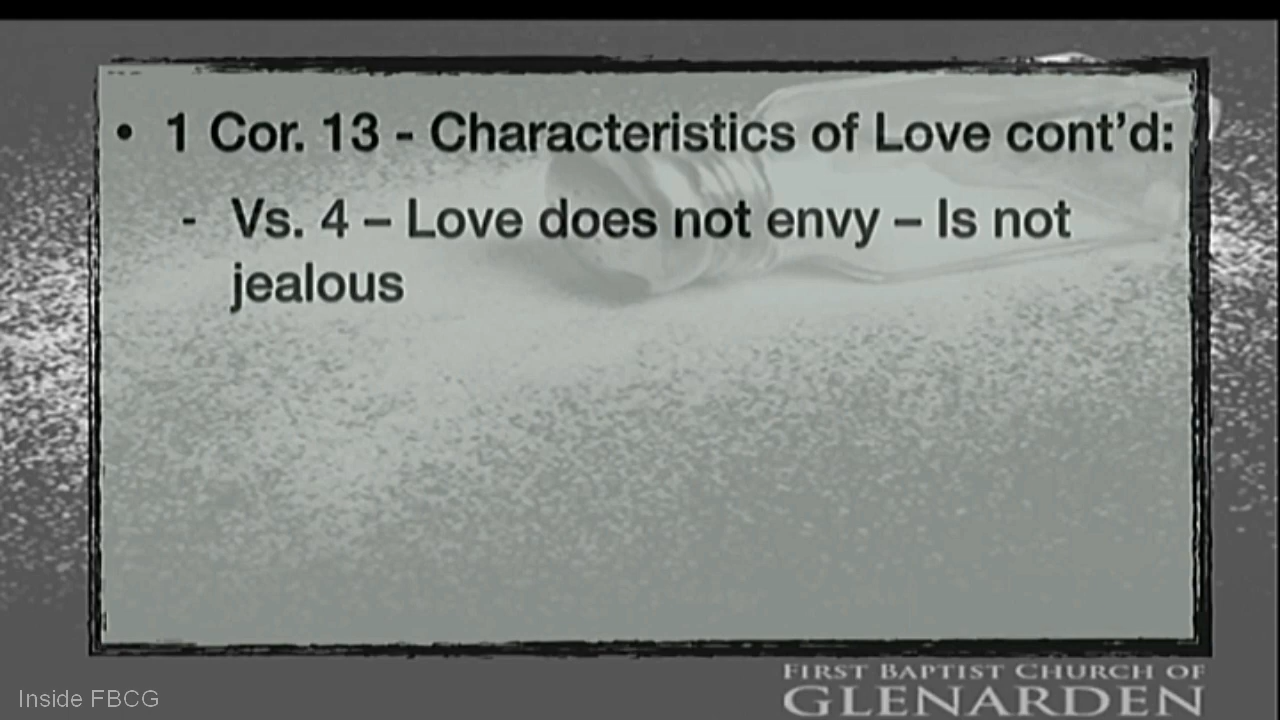 • 1 Cor. 13 - Characteristics of Love cont’d:
- Vs. 4 – Love does not envy – Is not
jealous
FIRST BAPTIST CHURCH OF
GLENARDEN
Inside FBCG